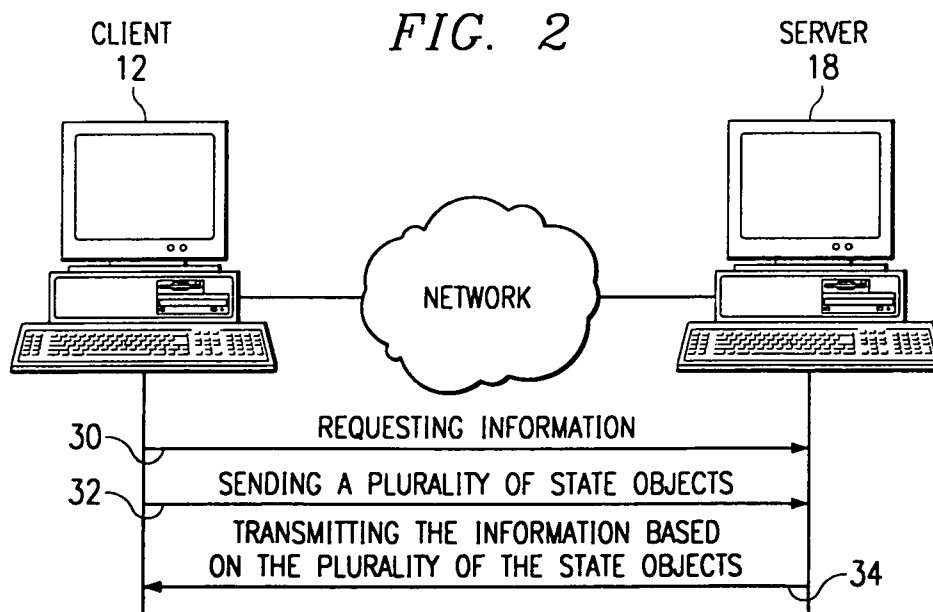 FIG. 2
CLIENT
12
SERVER
18
NETWORK
30
REQUESTING INFORMATION
32
SENDING A PLURALITY OF STATE OBJECTS
TRANSMITTING THE INFORMATION BASED
ON THE PLURALITY OF THE STATE OBJECTS
34